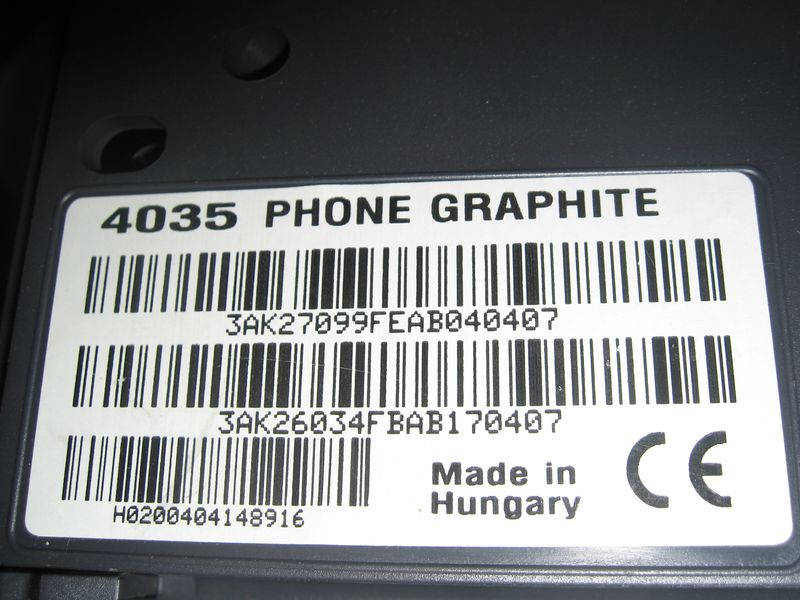 4035 PHONE GRAPHITE
3AK27099FEAB040407
3AK26034FBAB170407
H0200404148916
Made in
Hungary
CE